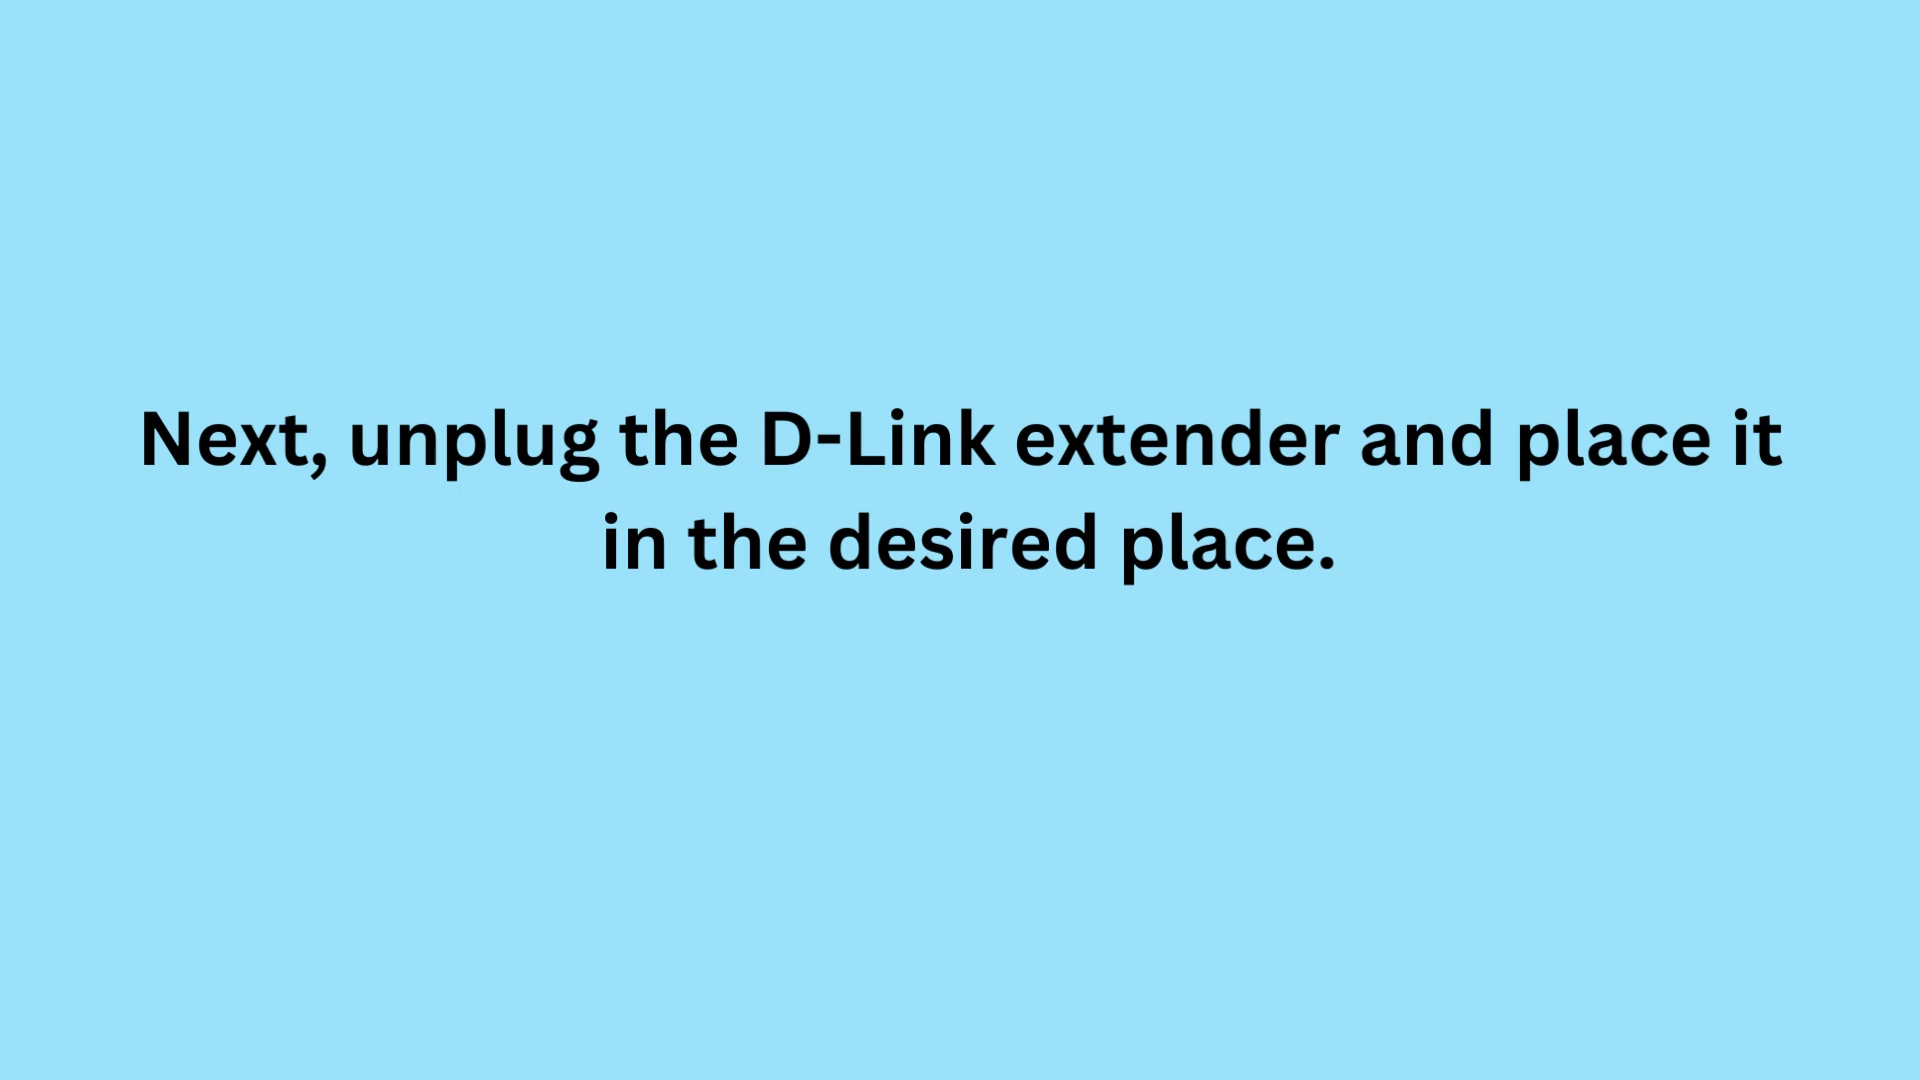 Next, unplug the D-Link extender and place it
in the desired place.